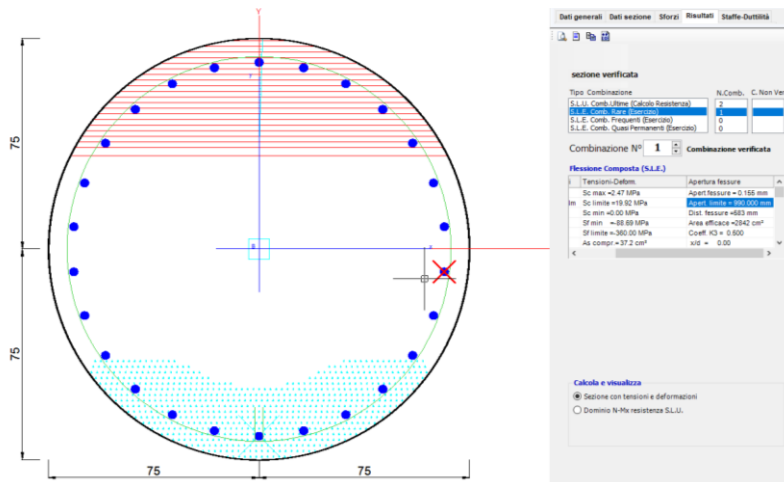 Y
75
75
75
75
Dati generali Dati sezione Sforzi Risultati Staffe-Duttilità
sezione verificata
Tipo Combinazione N.Comb. C. Non Ver
S.L.U. Comb.Ultime (Calcolo Resistenza) 2
S.L.E. Comb. Rare (Esercizio) 1
S.L.E. Comb. Frequenti (Esercizio) 0
S.L.E. Comb. Quasi Permanenti (Esercizio) 0
Combinazione N° 1 Combinazione verificata
Flessione Composta (S.L.E.)
i Tensioni-Deform. Apertura fessure
Sc max =2.47 MPa Apert.fessure = 0.155 mm
lm Sc limite =19.92 MPa Apert. limite = 990.000 mm
Sc min =0.00 MPa Dist. fessure =683 mm
Sf min =-88.69 MPa Area efficace =2842 cm²
Sf limite =-360.00 MPa Coeff. K3 = 0.500
As compr.=37.2 cm² x/d = 0.00
Calcola e visualizza
Sezione con tensioni e deformazioni
Dominio N-Mx resistenza S.L.U.